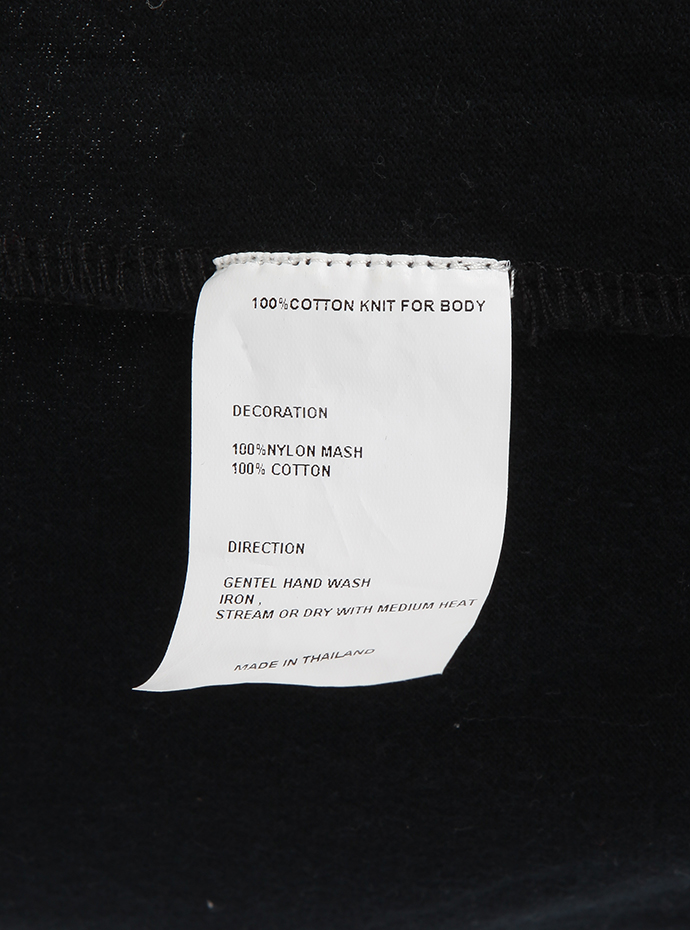 100%COTTON KNIT FOR BODY
DECORATION
100%NYLON MASH
100% COTTON
DIRECTION
GENTEL HAND WASH
IRON ,
STREAM OR DRY WITH MEDIUM HEAT
MADE IN THAILAND